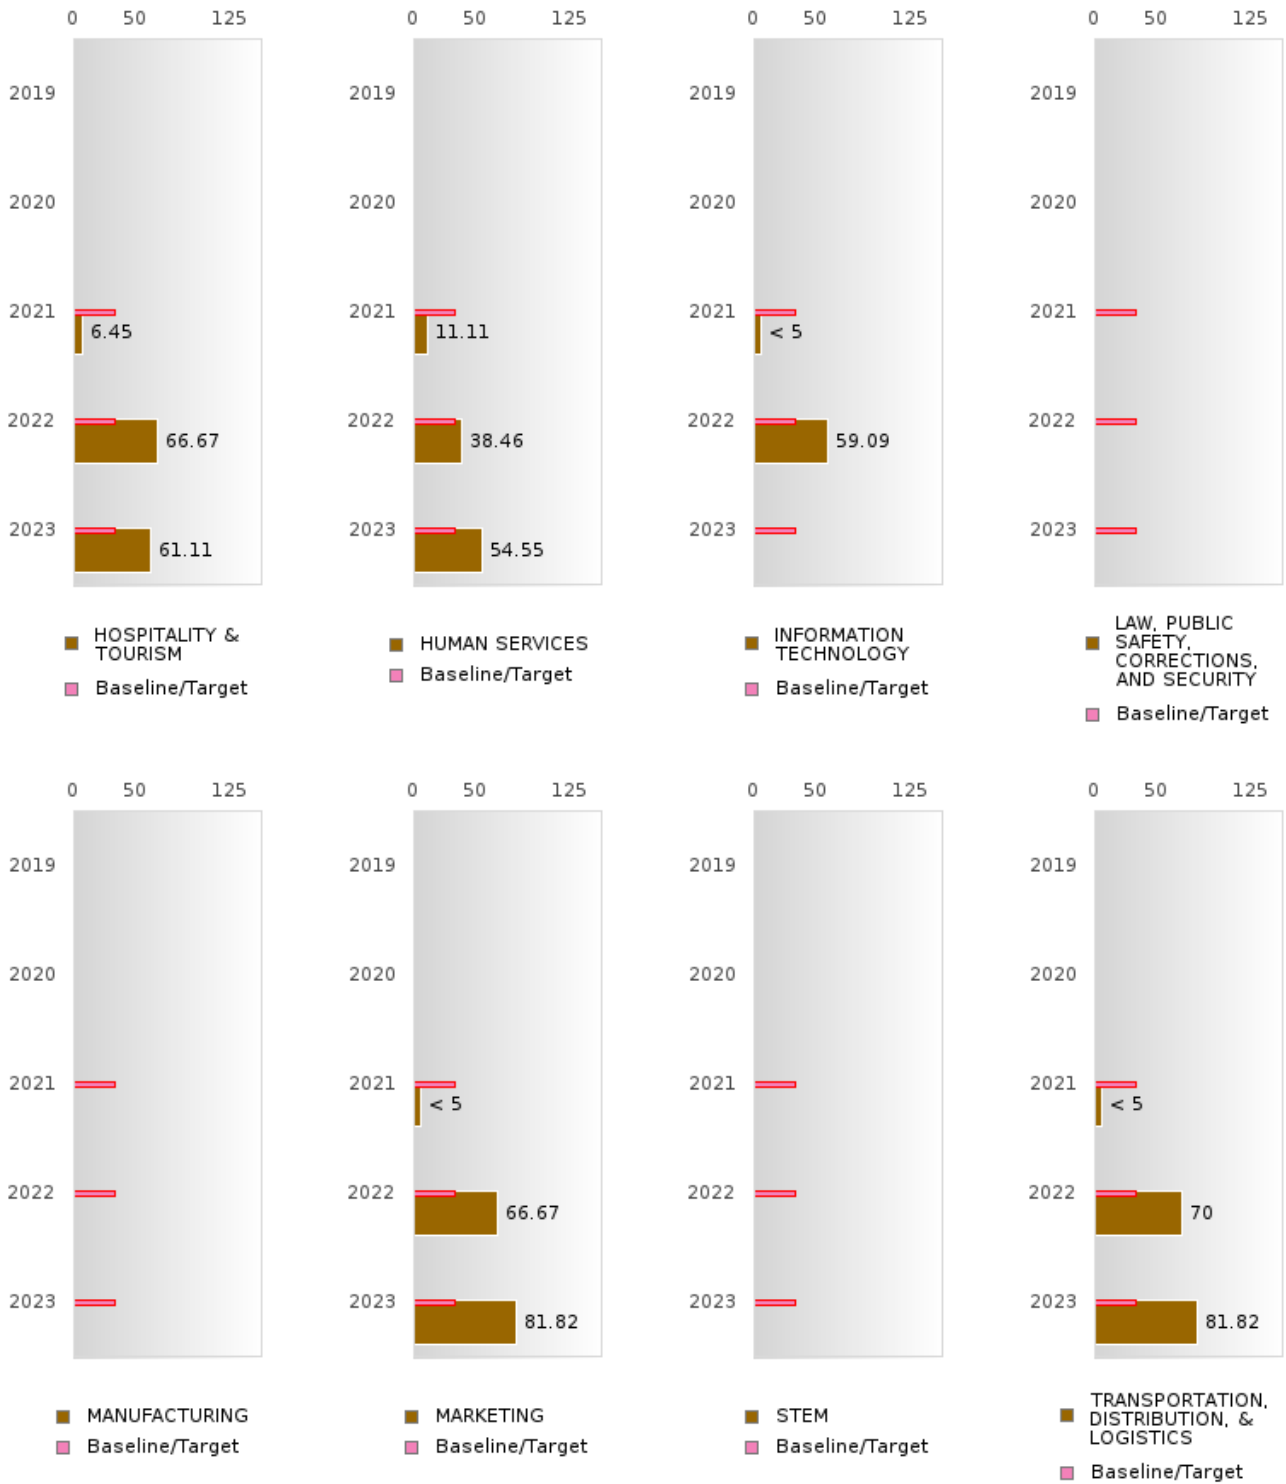 0 50 125
2019
2020
2021
6.45
2022
66.67
2023
61.11
HOSPITALITY &
TOURISM
Baseline/Target
0 50 125
2019
2020
2021
11.11
2022
38.46
2023
54.55
HUMAN SERVICES
Baseline/Target
0 50 125
2019
2020
2021
< 5
2022
59.09
2023
INFORMATION
TECHNOLOGY
Baseline/Target
0 50 125
2019
2020
2021
2022
2023
LAW, PUBLIC
SAFETY,
CORRECTIONS,
AND SECURITY
Baseline/Target
0 50 125
2019
2020
2021
2022
2023
MANUFACTURING
Baseline/Target
0 50 125
2019
2020
2021
< 5
2022
66.67
2023
81.82
MARKETING
Baseline/Target
0 50 125
2019
2020
2021
2022
2023
STEM
Baseline/Target
0 50 125
2019
2020
2021
< 5
2022
70
2023
81.82
TRANSPORTATION,
DISTRIBUTION, &
LOGISTICS
Baseline/Target